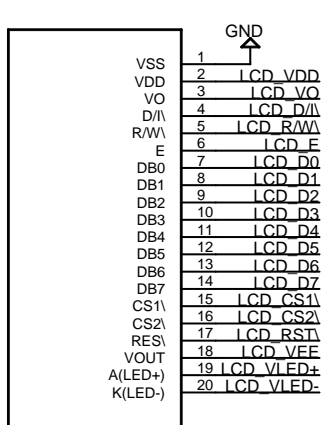 GND
VSS 1
VDD 2 LCD_VDD
VO 3 LCD_VO
D/I\ 4 LCD_D/I\
R/W\ 5 LCD_R/W\
E 6 LCD_E
DB0 7 LCD_D0
DB1 8 LCD_D1
DB2 9 LCD_D2
DB3 10 LCD_D3
DB4 11 LCD_D4
DB5 12 LCD_D5
DB6 13 LCD_D6
DB7 14 LCD_D7
CS1\ 15 LCD_CS1\
CS2\ 16 LCD_CS2\
RES\ 17 LCD_RST\
VOUT 18 LCD_VEE
A(LED+) 19 LCD_VLED+
K(LED-) 20 LCD_VLED-